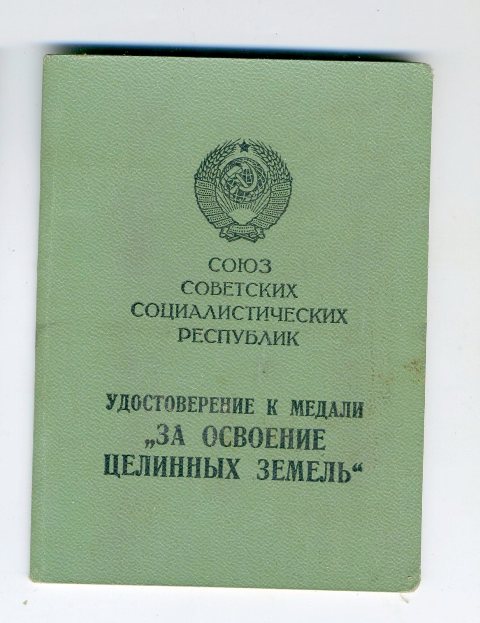 СОЮЗ
СОВЕТСКИХ
СОЦИАЛИСТИЧЕСКИХ
РЕСПУБЛИК
УДОСТОВЕРЕНИЕ К МЕДАЛИ
„ЗА ОСВОЕНИЕ
ЦЕЛИННЫХ ЗЕМЕЛЬ“